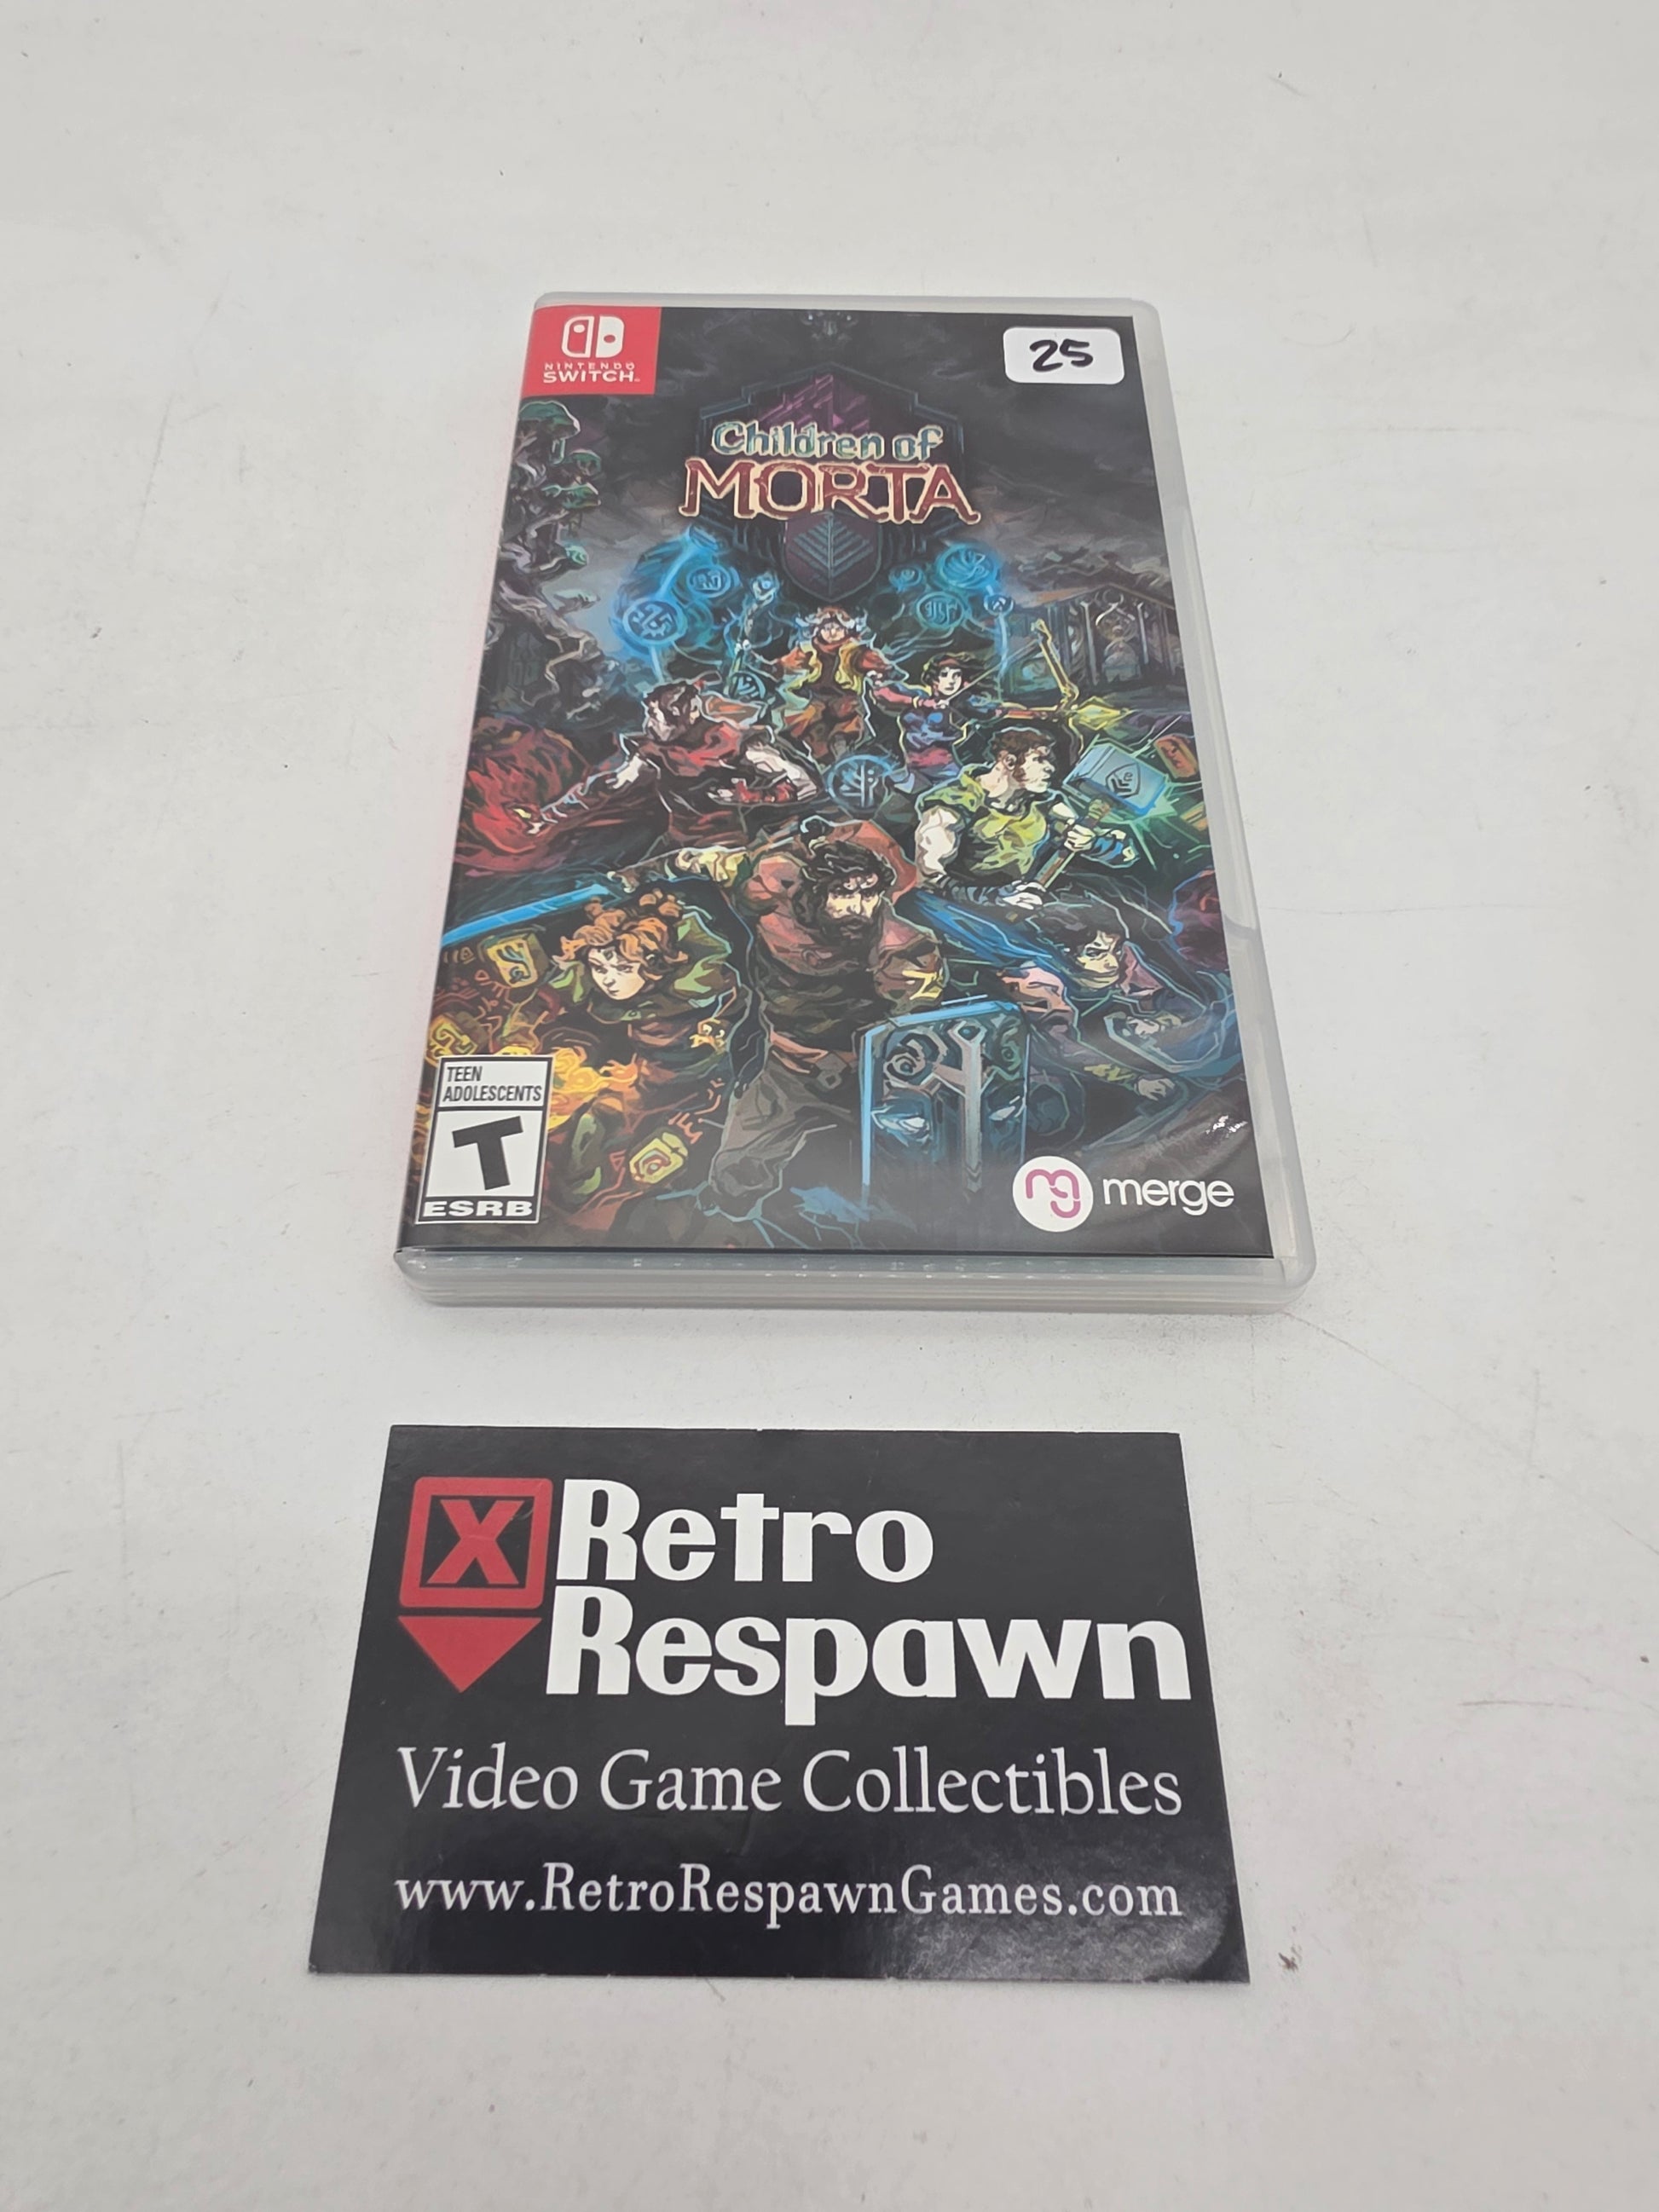 NINTENDO
SWITCH
25
Children of
MORTA
TEEN
ADOLESCENTS
T
ESRB
merge
X Retro
Respawn
Video Game Collectibles
www.RetroRespawnGames.com